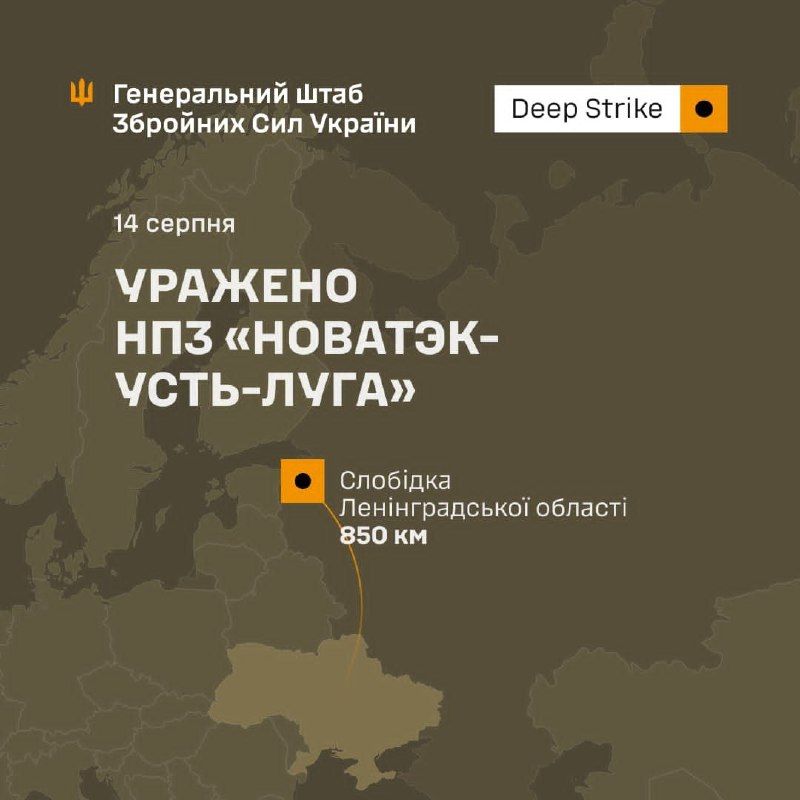 Генеральний Штаб
Збройних Сил України
Deep Strike
14 серпня
УРАЖЕНО
НПЗ «НОВАТЭК-
УСТЬ-ЛУГА»
Слобідка
Ленінградської області
850 км